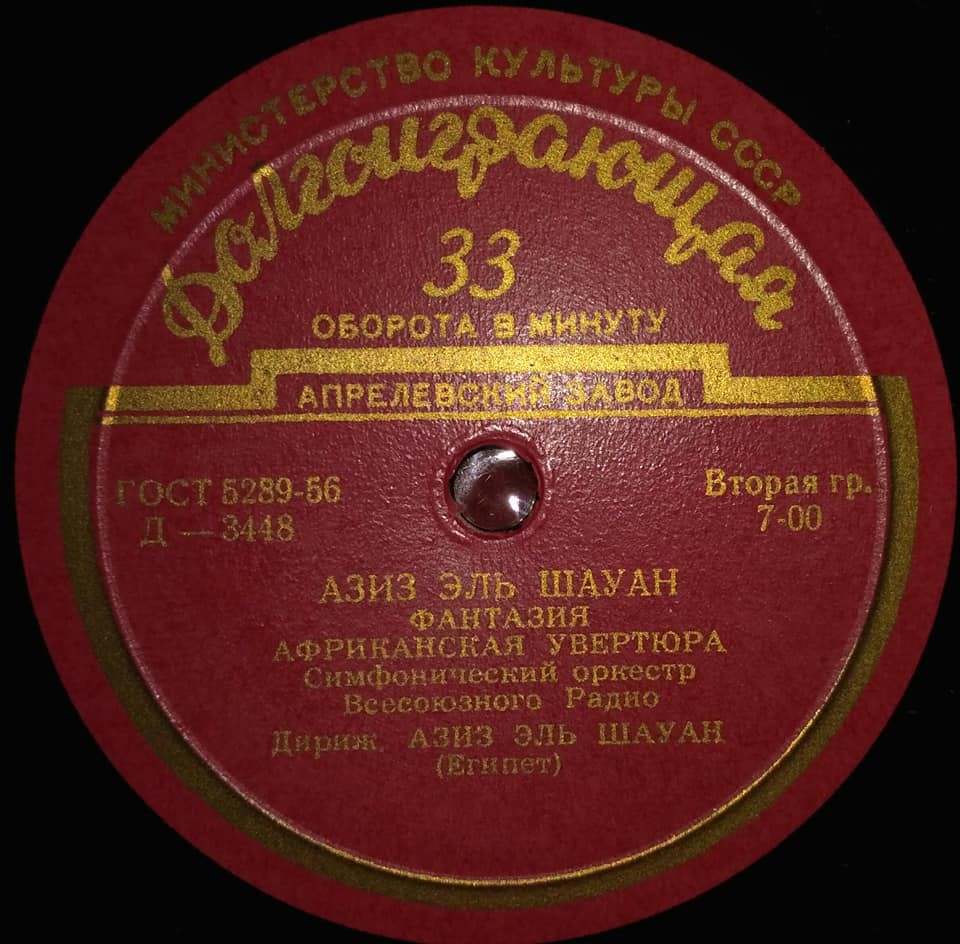 МИНИСТЕРСТВО КУЛЬТУРЫ СССР
Долгоиграющая
33
ОБОРОТА В МИНУТУ
АПРЕЛЕВСКИЙ ЗАВОД
ГОСТ 5289-56
Д — 3448
Вторая гр.
7-00
АЗИЗ ЭЛЬ ШАУАН
ФАНТАЗИЯ
АФРИКАНСКАЯ УВЕРТЮРА
Симфонический оркестр
Всесоюзного Радио
Дириж. АЗИЗ ЭЛЬ ШАУАН
(Египет)